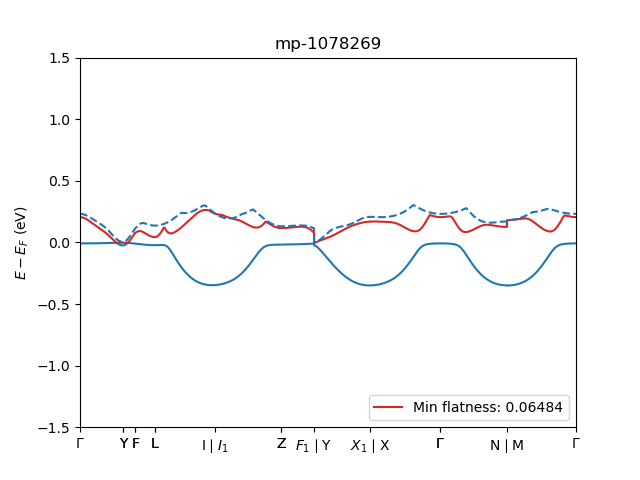 mp-1078269
E − E_F (eV)
1.5
1.0
0.5
0.0
−0.5
−1.0
−1.5
Min flatness: 0.06484
Γ Y F L I | I₁ Z F₁ | Y X₁ | X Γ N | M Γ